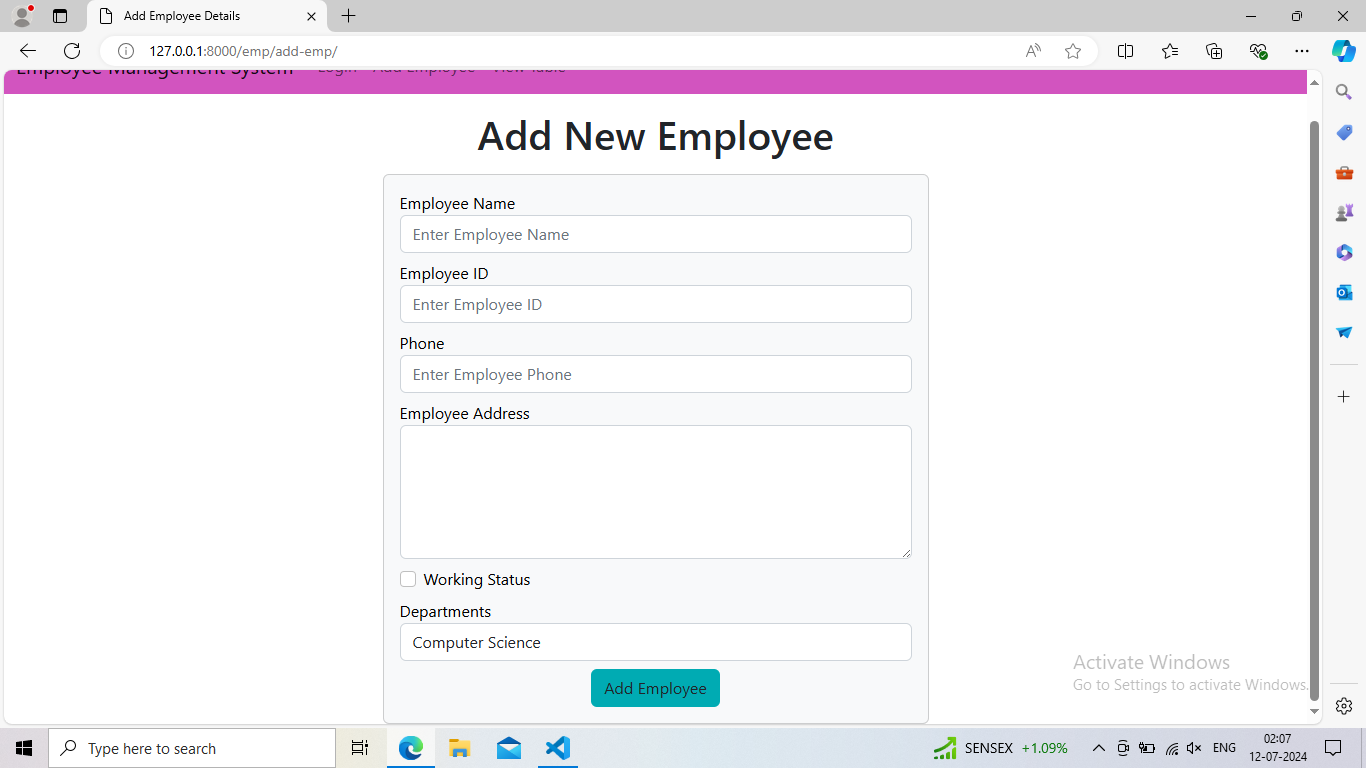 Add Employee Details
127.0.0.1:8000/emp/add-emp/
Employee Management System Login Add Employee View Table
Add New Employee
Employee Name
Enter Employee Name
Employee ID
Enter Employee ID
Phone
Enter Employee Phone
Employee Address
Working Status
Departments
Computer Science
Add Employee
Activate Windows
Go to Settings to activate Windows.
Type here to search
SENSEX +1.09%
ENG
02:07
12-07-2024